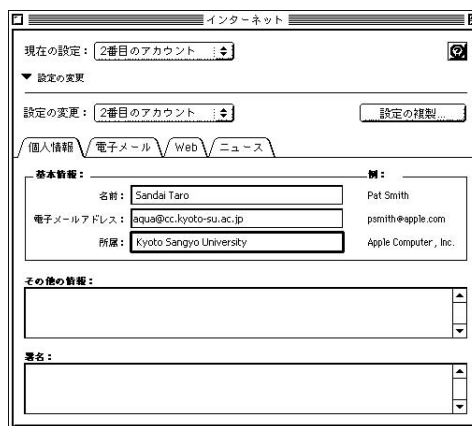 インターネット
現在の設定： 2番目のアカウント
▼ 設定の変更
設定の変更： 2番目のアカウント 設定の複製...
個人情報 電子メール Web ニュース
基本情報： 例：
名前： Sandai Taro Pat Smith
電子メールアドレス： aqua@cc.kyoto-su.ac.jp psmith@apple.com
所属： Kyoto Sangyo University Apple Computer, Inc.
その他の情報：
署名：